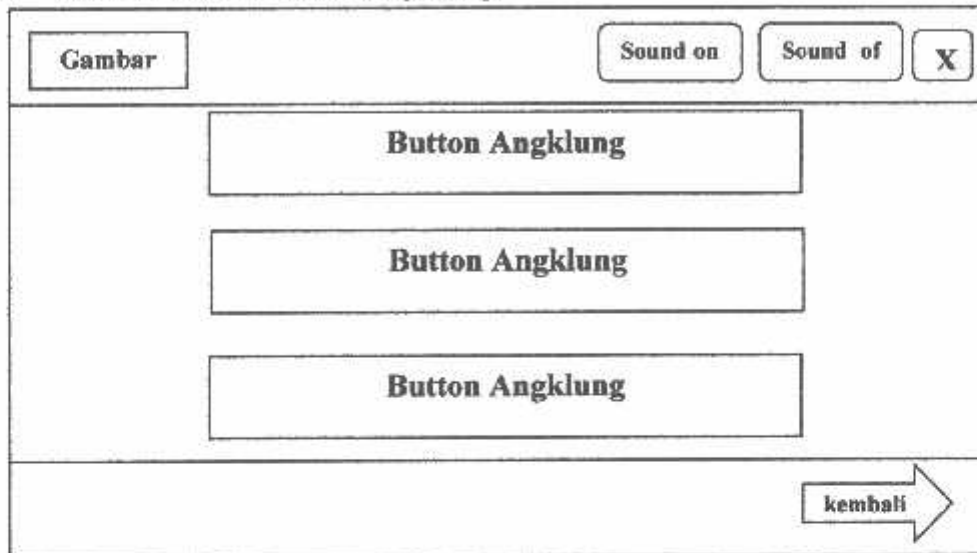 Gambar
Sound on
Sound of
X
Button Angklung
Button Angklung
Button Angklung
kembali